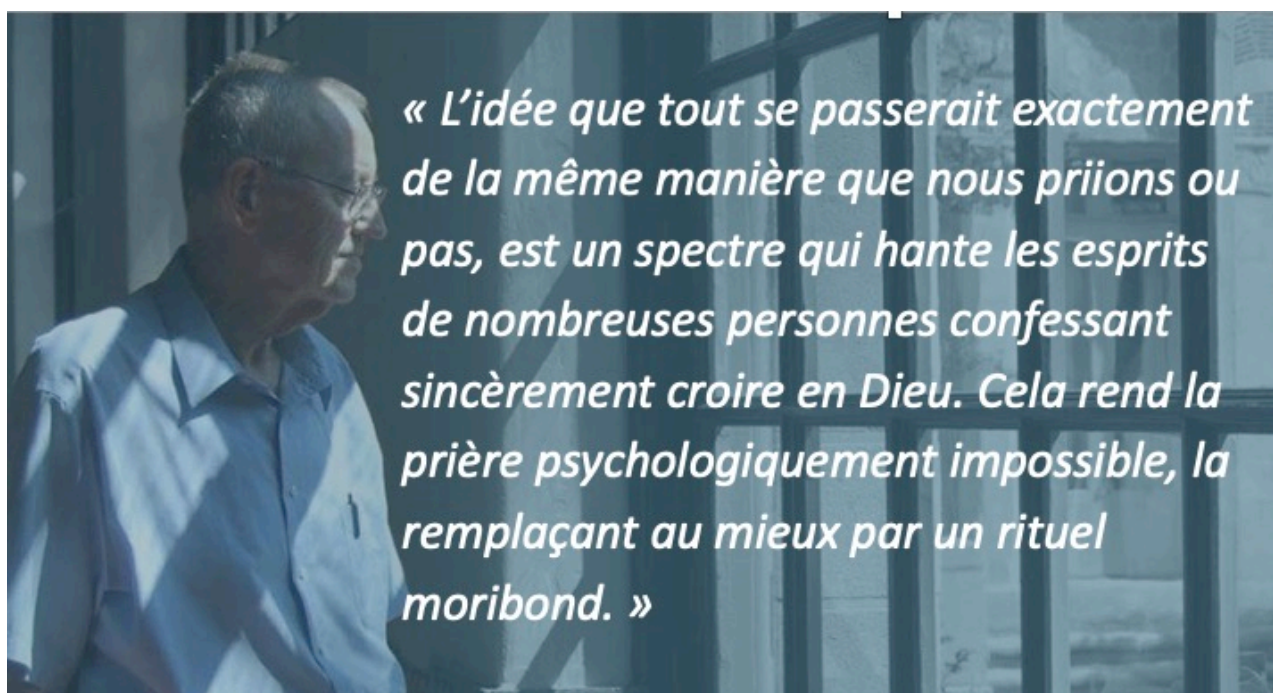 « L’idée que tout se passerait exactement
de la même manière que nous priions ou
pas, est un spectre qui hante les esprits
de nombreuses personnes confessant
sincèrement croire en Dieu. Cela rend la
prière psychologiquement impossible, la
remplaçant au mieux par un rituel
moribond. »